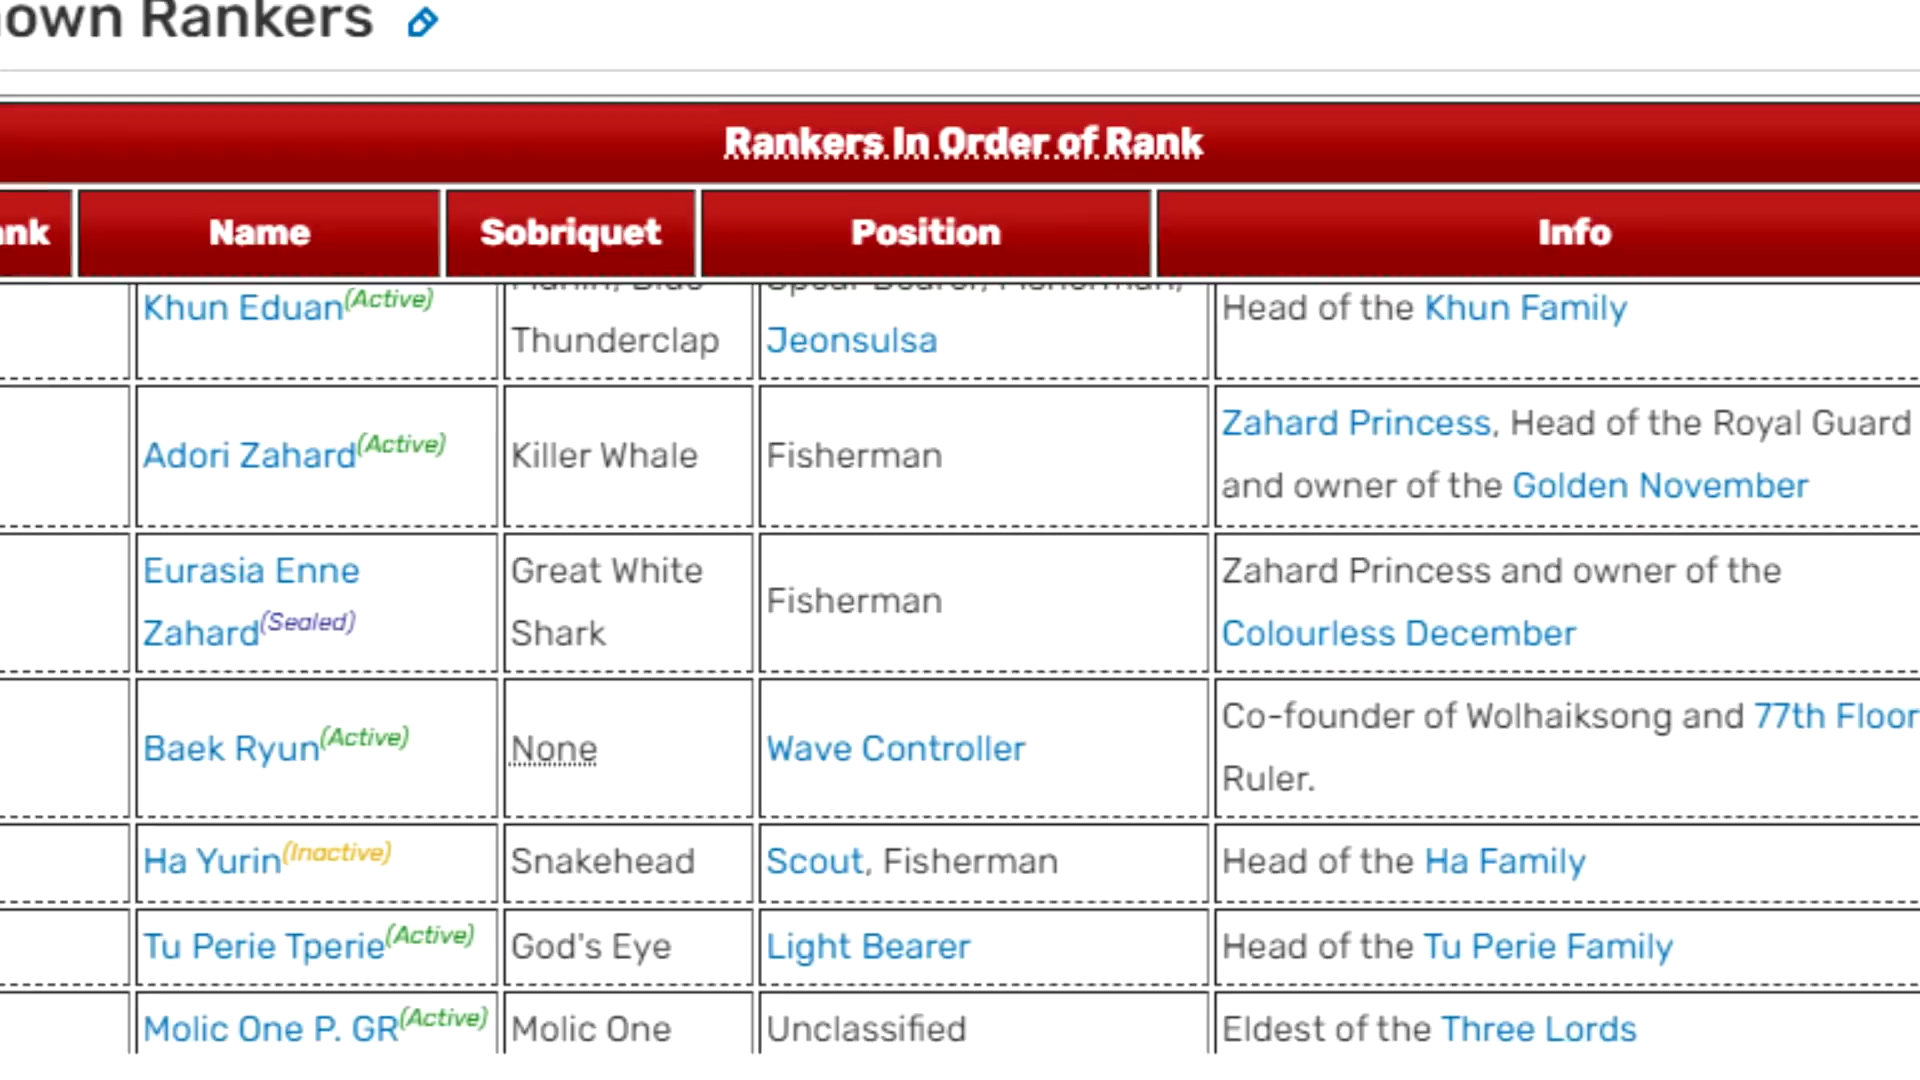 Rankers
Rankers In Order of Rank
Name Sobriquet Position Info
Khun Eduan(Active) Thunderclap Jeonsulsa Head of the Khun Family
Adori Zahard(Active) Killer Whale Fisherman Zahard Princess, Head of the Royal Guard
and owner of the Golden November
Eurasia Enne
Zahard(Sealed) Great White
Shark Fisherman Zahard Princess and owner of the
Colourless December
Baek Ryun(Active) None Wave Controller Co-founder of Wolhaiksong and 77th Floor
Ruler.
Ha Yurin(Inactive) Snakehead Scout, Fisherman Head of the Ha Family
Tu Perie Tperie(Active) God's Eye Light Bearer Head of the Tu Perie Family
Molic One P. GR(Active) Molic One Unclassified Eldest of the Three Lords